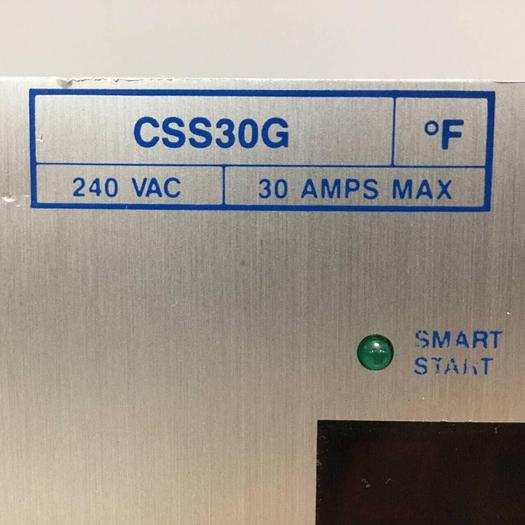 CSS30G °F
240 VAC 30 AMPS MAX
SMART
START